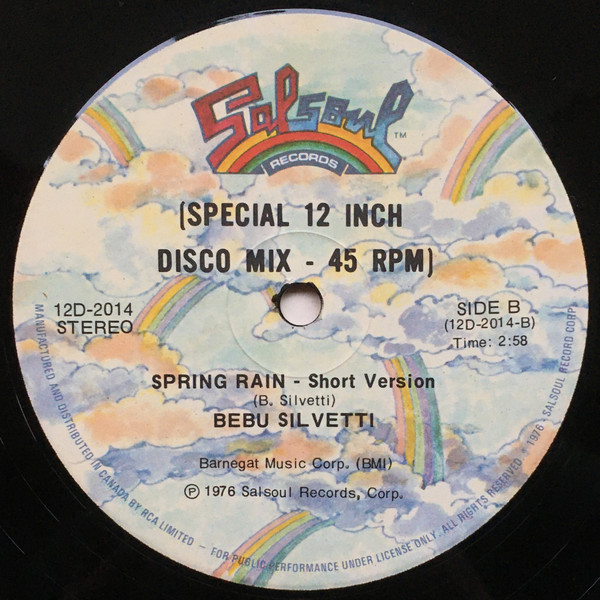 Salsoul
TM
RECORDS
(SPECIAL 12 INCH
DISCO MIX - 45 RPM)
12D-2014
STEREO
SIDE B
(12D-2014-B)
Time: 2:58
SPRING RAIN - Short Version
(B. Silvetti)
BEBU SILVETTI
Barnegat Music Corp. (BMI)
Ⓟ 1976 Salsoul Records, Corp.
MANUFACTURED AND DISTRIBUTED IN CANADA BY RCA LIMITED – FOR PUBLIC PERFORMANCE UNDER LICENSE ONLY. ALL RIGHTS RESERVED • 1976, SALSOUL RECORD CORP.